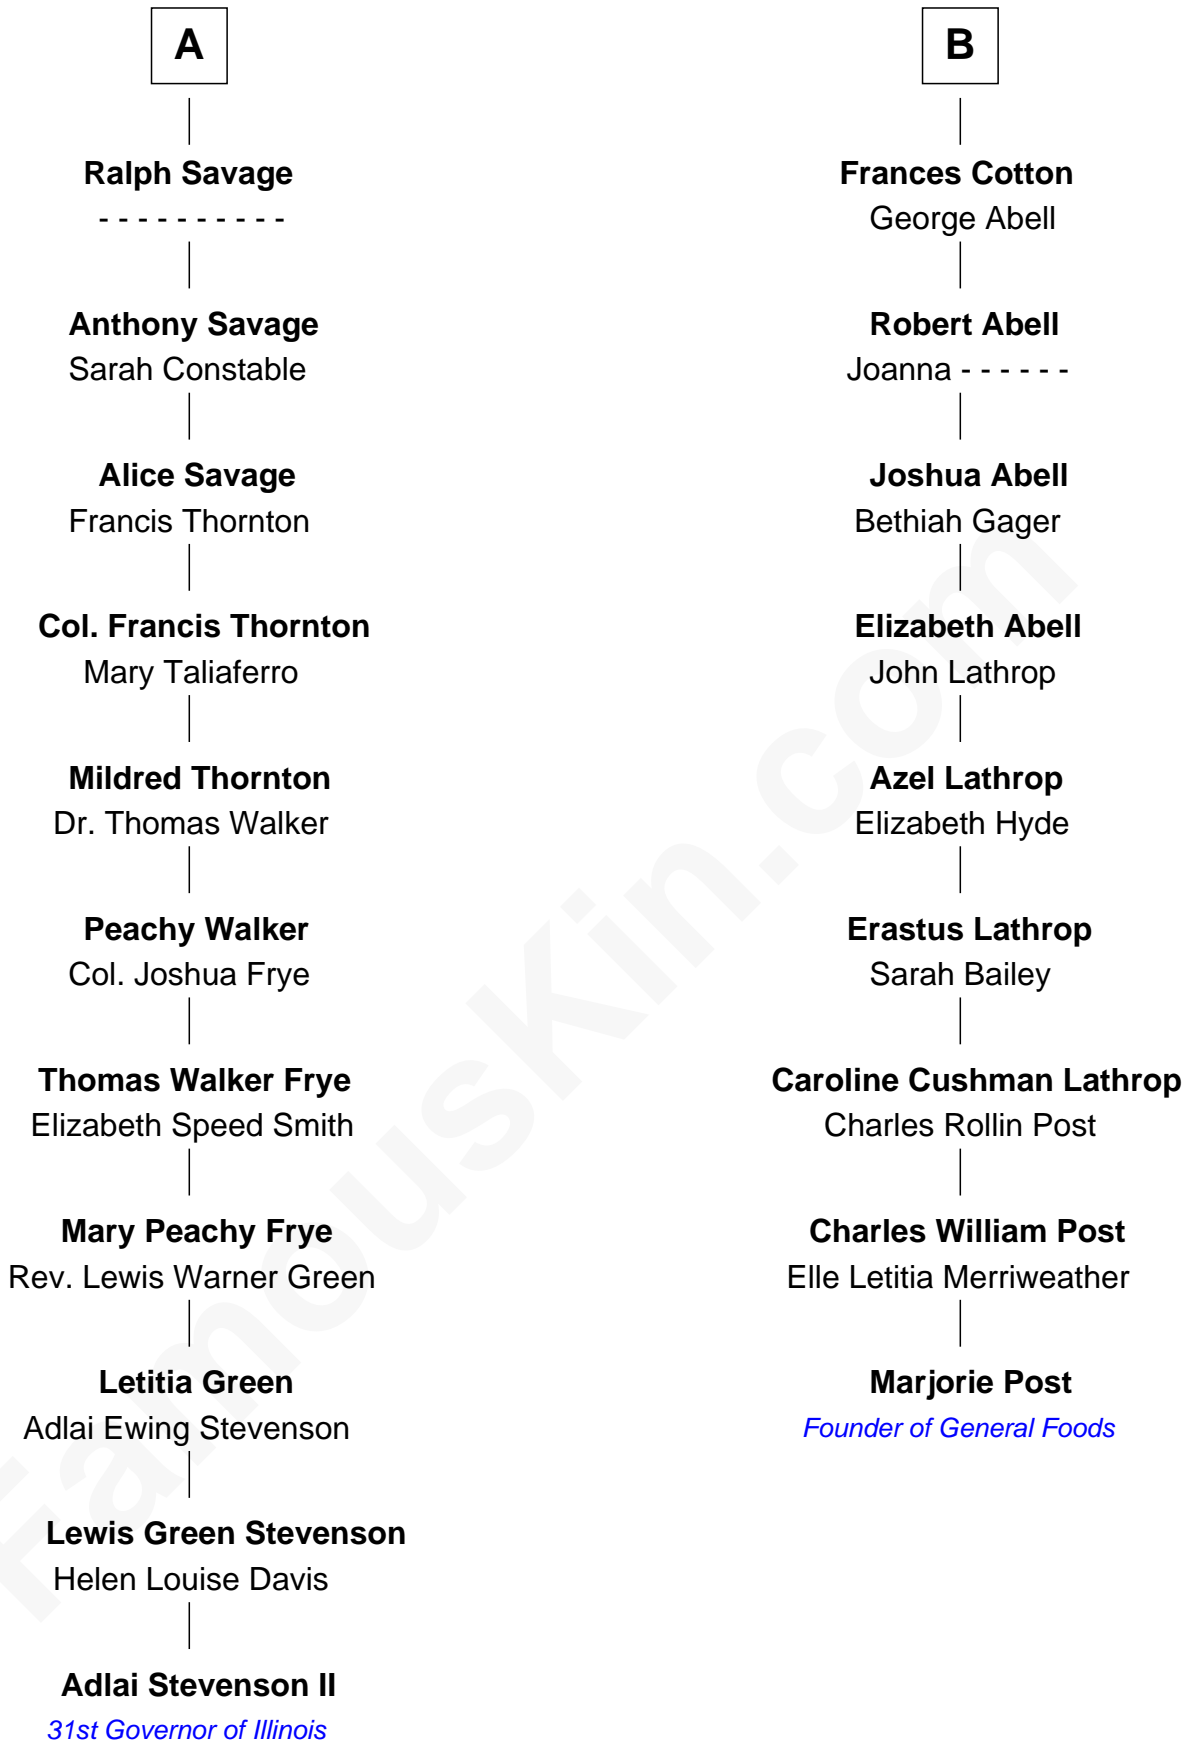 A
Ralph Savage
- - - - - - - - - -
Anthony Savage
Sarah Constable
Alice Savage
Francis Thornton
Col. Francis Thornton
Mary Taliaferro
Mildred Thornton
Dr. Thomas Walker
Peachy Walker
Col. Joshua Frye
Thomas Walker Frye
Elizabeth Speed Smith
Mary Peachy Frye
Rev. Lewis Warner Green
Letitia Green
Adlai Ewing Stevenson
Lewis Green Stevenson
Helen Louise Davis
Adlai Stevenson II
31st Governor of Illinois
B
Frances Cotton
George Abell
Robert Abell
Joanna - - - - - -
Joshua Abell
Bethiah Gager
Elizabeth Abell
John Lathrop
Azel Lathrop
Elizabeth Hyde
Erastus Lathrop
Sarah Bailey
Caroline Cushman Lathrop
Charles Rollin Post
Charles William Post
Elle Letitia Merriweather
Marjorie Post
Founder of General Foods
FamousKin.com